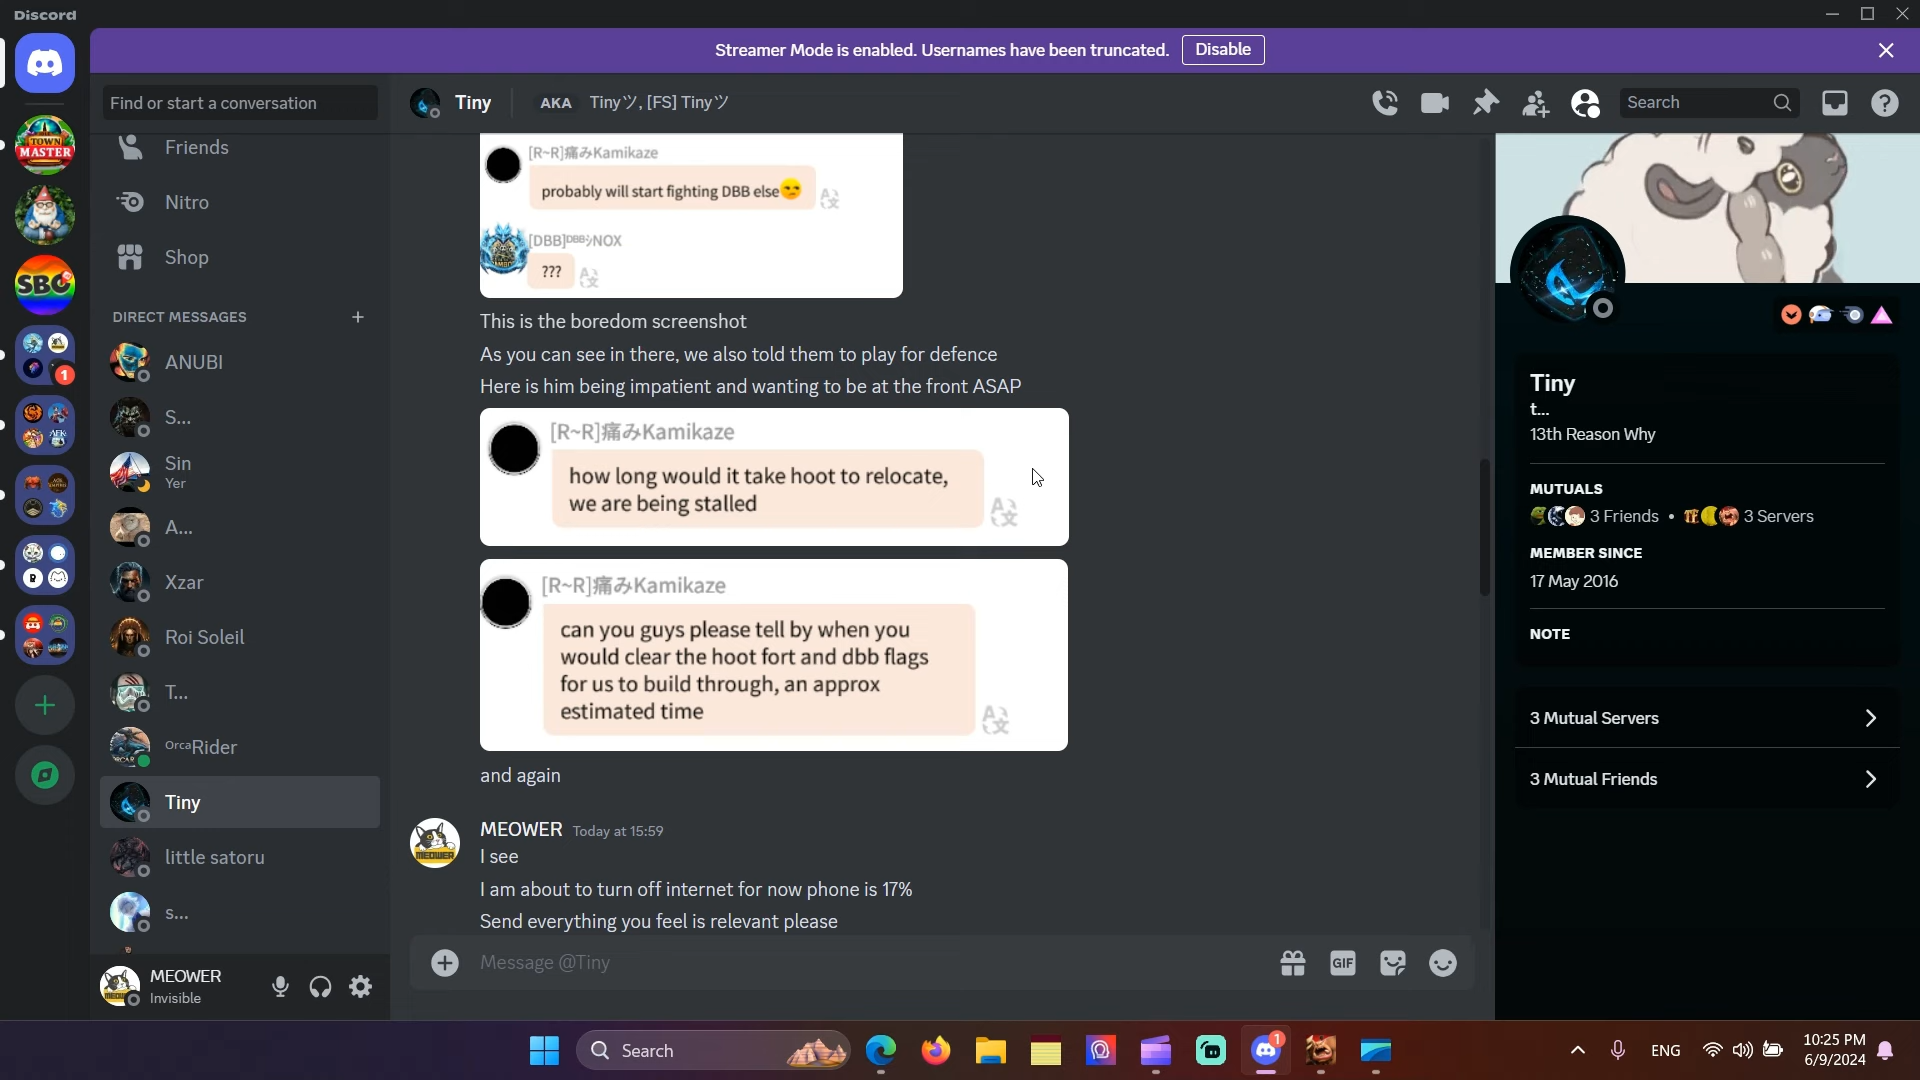 Discord
Streamer Mode is enabled. Usernames have been truncated.
Disable
Find or start a conversation
Tiny
AKA
Tinyツ, [FS] Tinyツ
Search
TOWN
MASTER
SBC
1
Friends
Nitro
Shop
DIRECT MESSAGES
ANUBI
S...
Sin
Yer
A...
Xzar
Roi Soleil
T...
OrcaRider
Tiny
little satoru
s...
MEOWER
Invisible
[R~R]痛みKamikaze
probably will start fighting DBB else😒
[DBB]ᴰᴮᴮシNOX
???
This is the boredom screenshot
As you can see in there, we also told them to play for defence
Here is him being impatient and wanting to be at the front ASAP
[R~R]痛みKamikaze
how long would it take hoot to relocate,
we are being stalled
[R~R]痛みKamikaze
can you guys please tell by when you
would clear the hoot fort and dbb flags
for us to build through, an approx
estimated time
and again
MEOWER
MEOWER Today at 15:59
I see
I am about to turn off internet for now phone is 17%
Send everything you feel is relevant please
Message @Tiny
GIF
Tiny
t...
13th Reason Why
MUTUALS
3 Friends • 3 Servers
MEMBER SINCE
17 May 2016
NOTE
3 Mutual Servers
3 Mutual Friends
Search
1
ENG
10:25 PM
6/9/2024